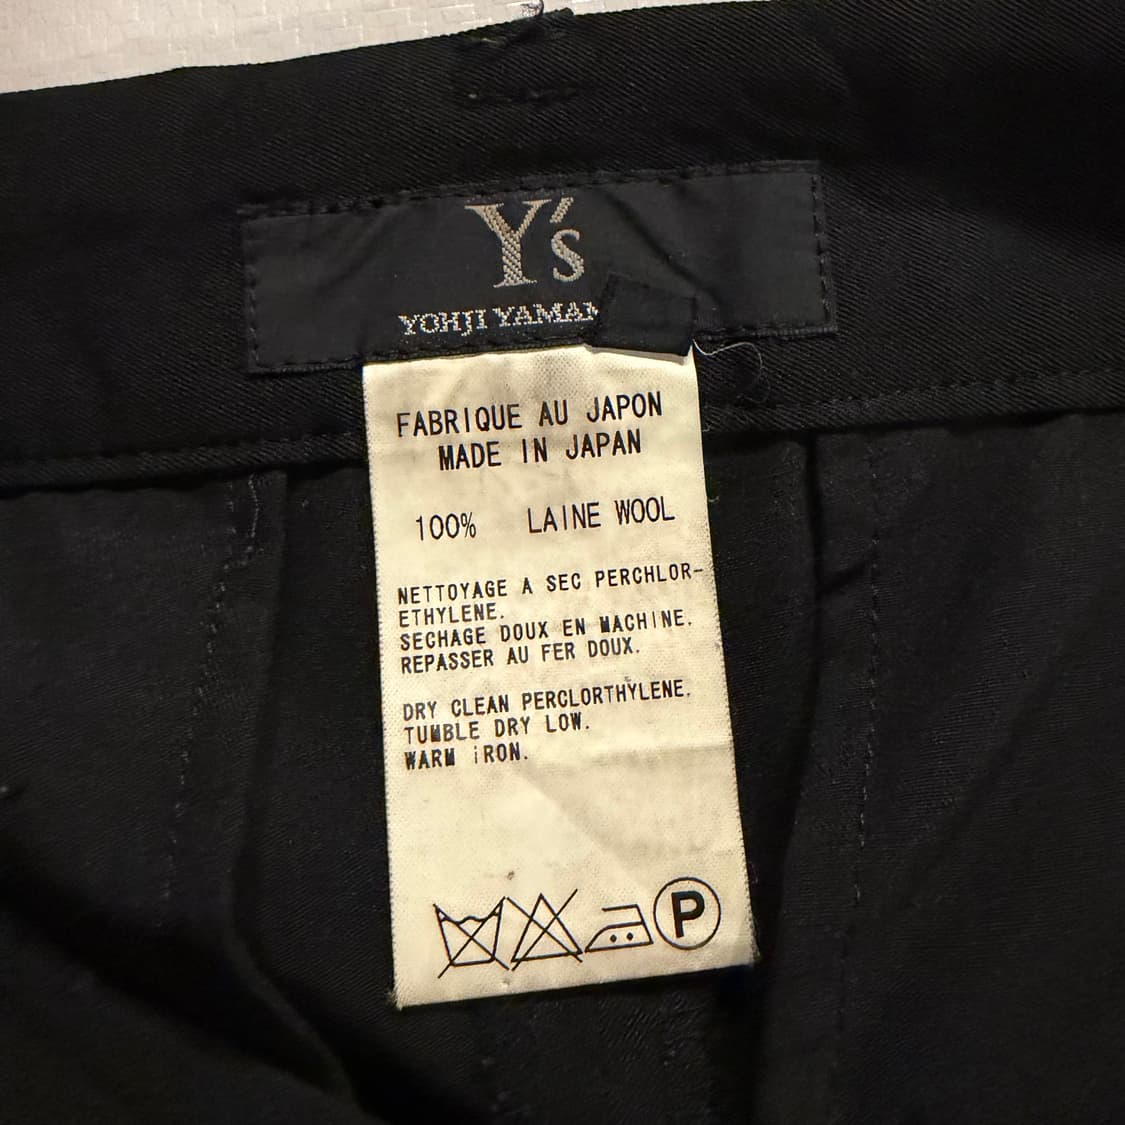 Y's
YOHJI YAMAM
FABRIQUE AU JAPON
MADE IN JAPAN
100% LAINE WOOL
NETTOYAGE A SEC PERCHLOR-
ETHYLENE.
SECHAGE DOUX EN MACHINE.
REPASSER AU FER DOUX.
DRY CLEAN PERCLORTHYLENE.
TUMBLE DRY LOW.
WARM iRON.
P